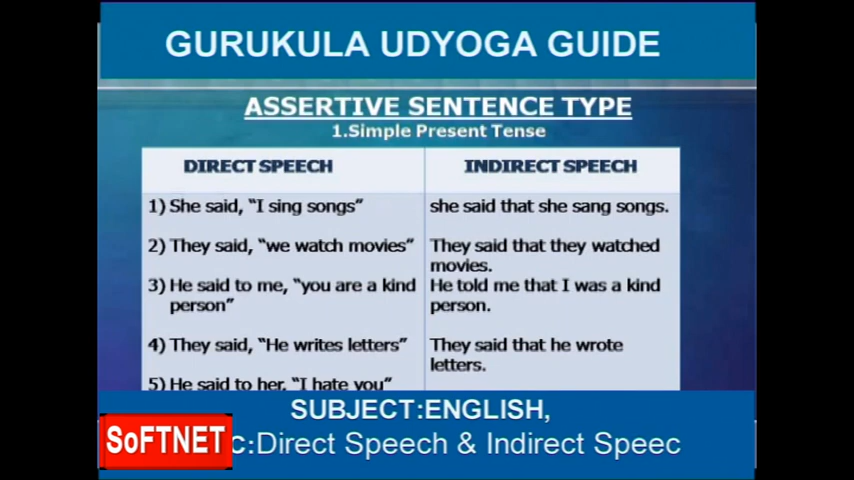 GURUKULA UDYOGA GUIDE
ASSERTIVE SENTENCE TYPE
1.Simple Present Tense
DIRECT SPEECH
INDIRECT SPEECH
1) She said, “I sing songs”
she said that she sang songs.
2) They said, “we watch movies”
They said that they watched
movies.
3) He said to me, “you are a kind
person”
He told me that I was a kind
person.
4) They said, “He writes letters”
They said that he wrote
letters.
5) He said to her, “I hate you”
SUBJECT:ENGLISH,
SoFTNET
C:Direct Speech & Indirect Speec